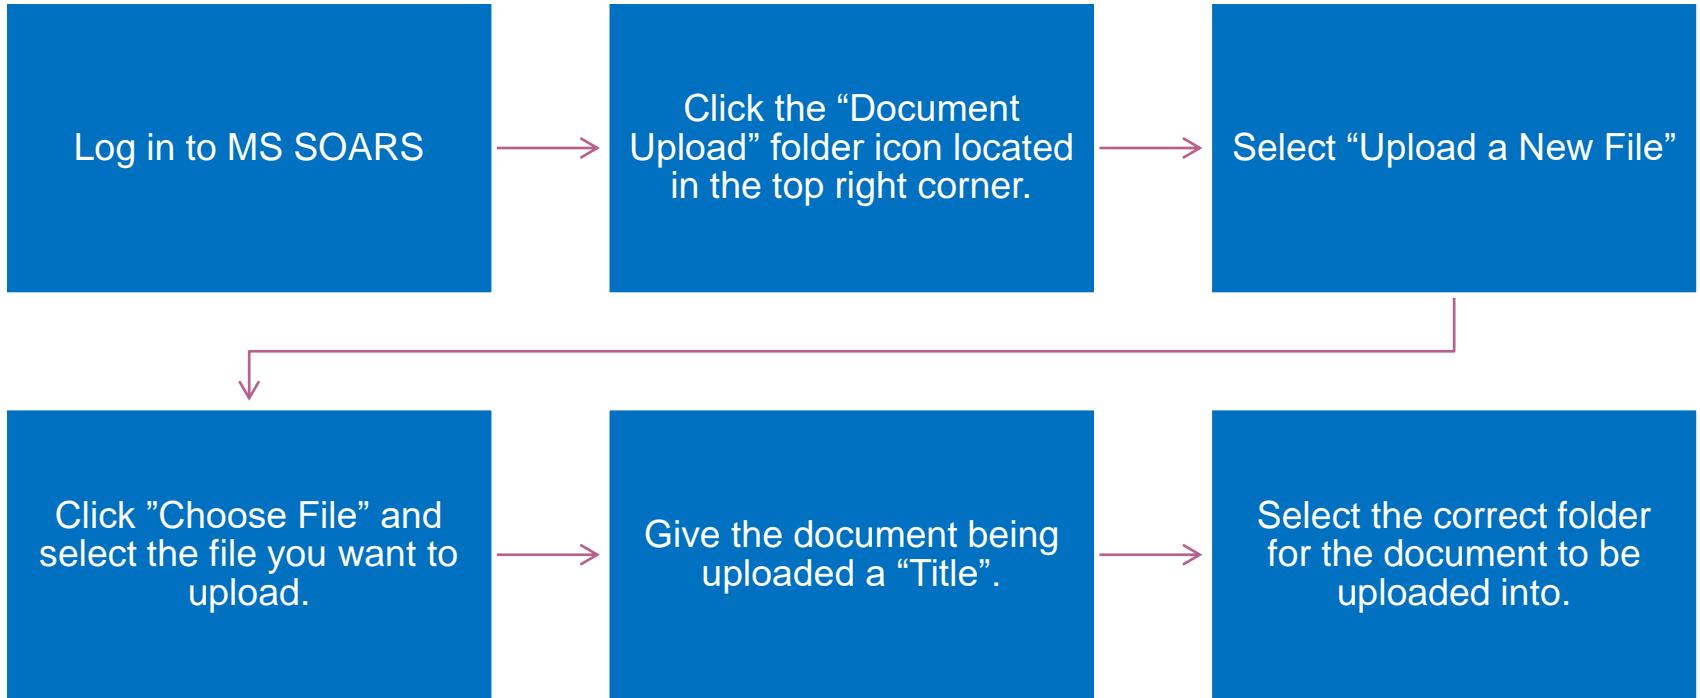 Log in to MS SOARS
Click the “Document
Upload” folder icon located
in the top right corner.
Select “Upload a New File”
Click ”Choose File” and
select the file you want to
upload.
Give the document being
uploaded a “Title”.
Select the correct folder
for the document to be
uploaded into.